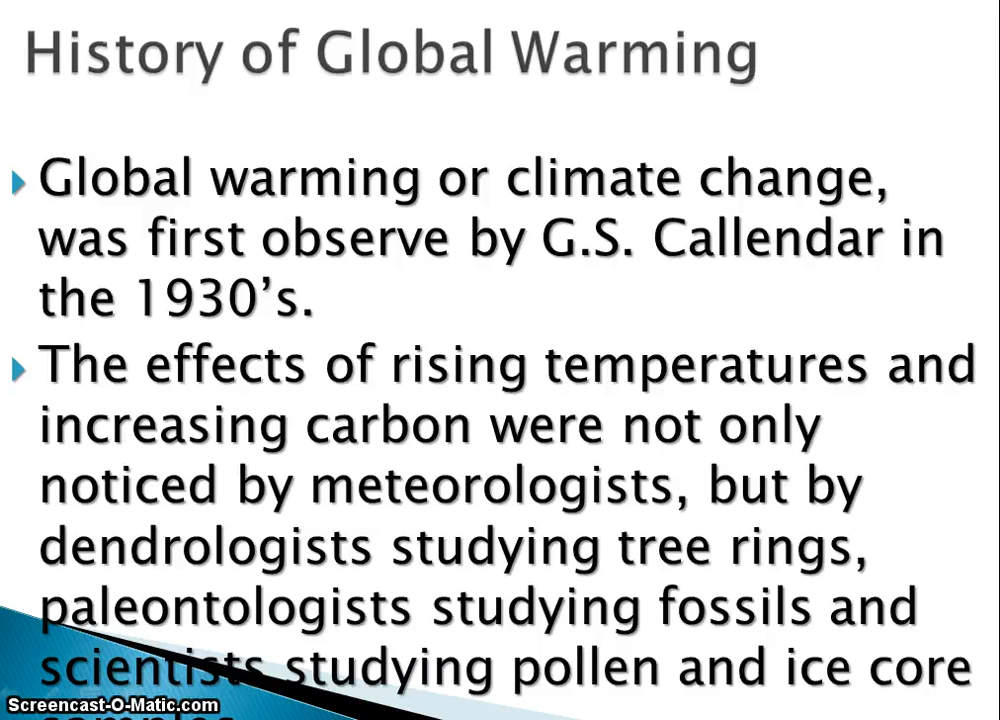 History of Global Warming
Global warming or climate change,
was first observe by G.S. Callendar in
the 1930’s.
The effects of rising temperatures and
increasing carbon were not only
noticed by meteorologists, but by
dendrologists studying tree rings,
paleontologists studying fossils and
scientists studying pollen and ice core
Screencast-O-Matic.com